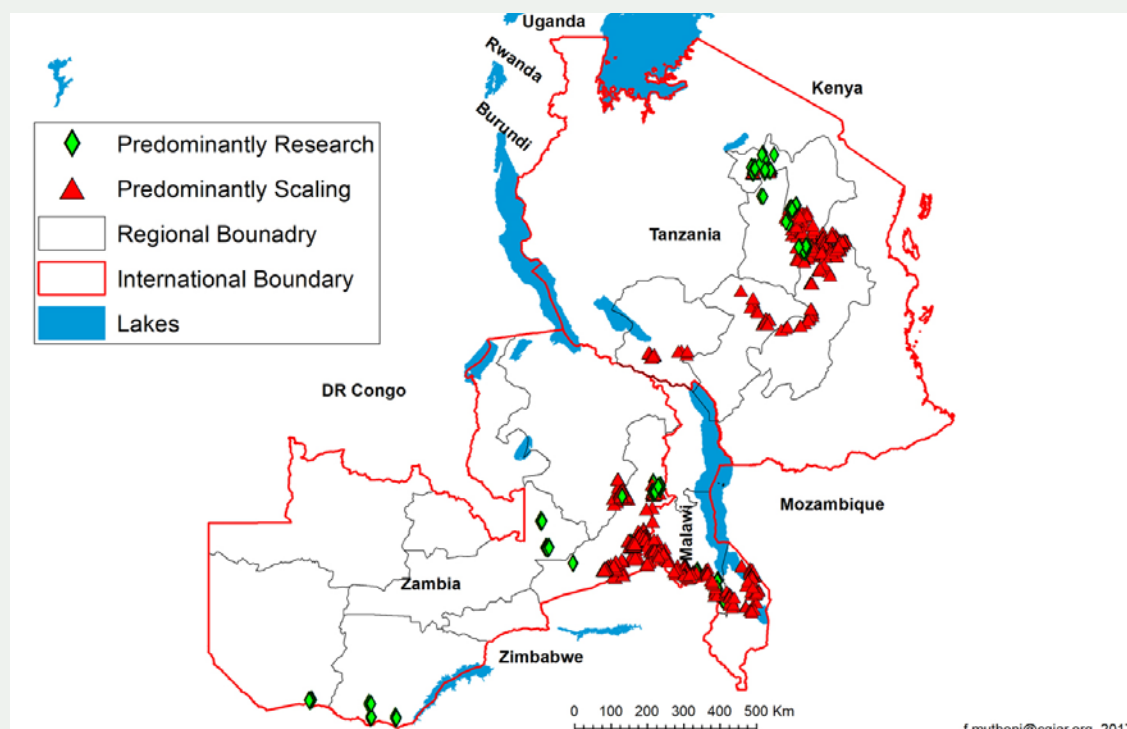 Uganda
Rwanda
Burundi
Kenya
Predominantly Research
Predominantly Scaling
Regional Bounadry
International Boundary
Lakes
Tanzania
DR Congo
Mozambique
Malawi
Zambia
Zimbabwe
0 100 200 300 400 500 Km